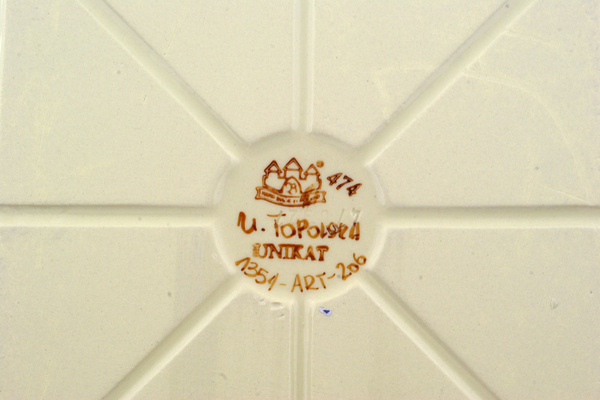 474
U. TOPOLSKA
UNIKAT
1351-ART-206